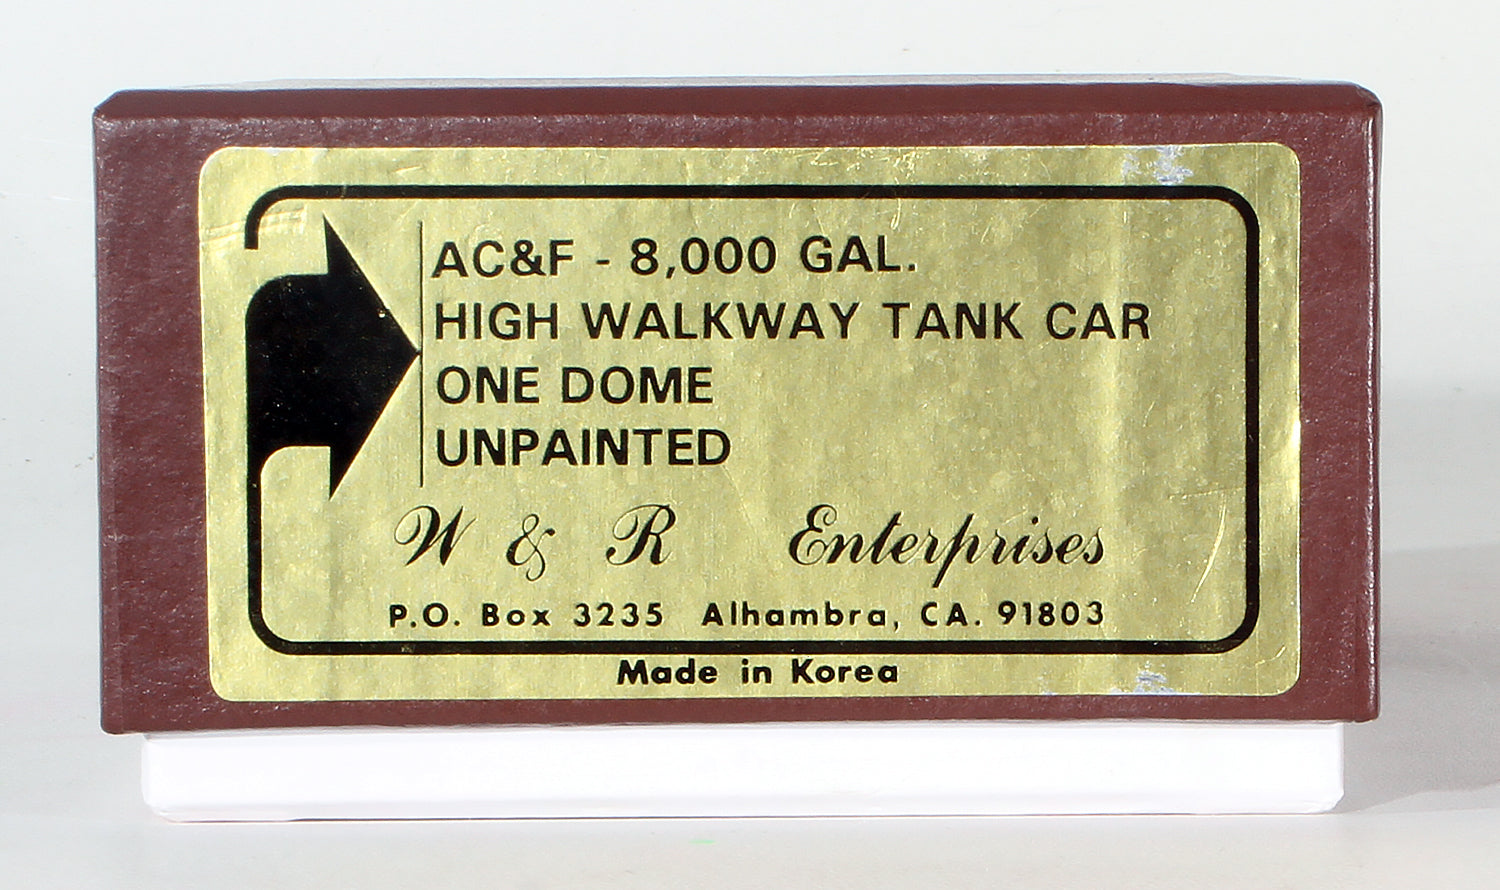 AC&F - 8,000 GAL.
HIGH WALKWAY TANK CAR
ONE DOME
UNPAINTED
W & R Enterprises
P.O. Box 3235 Alhambra, CA. 91803
Made in Korea